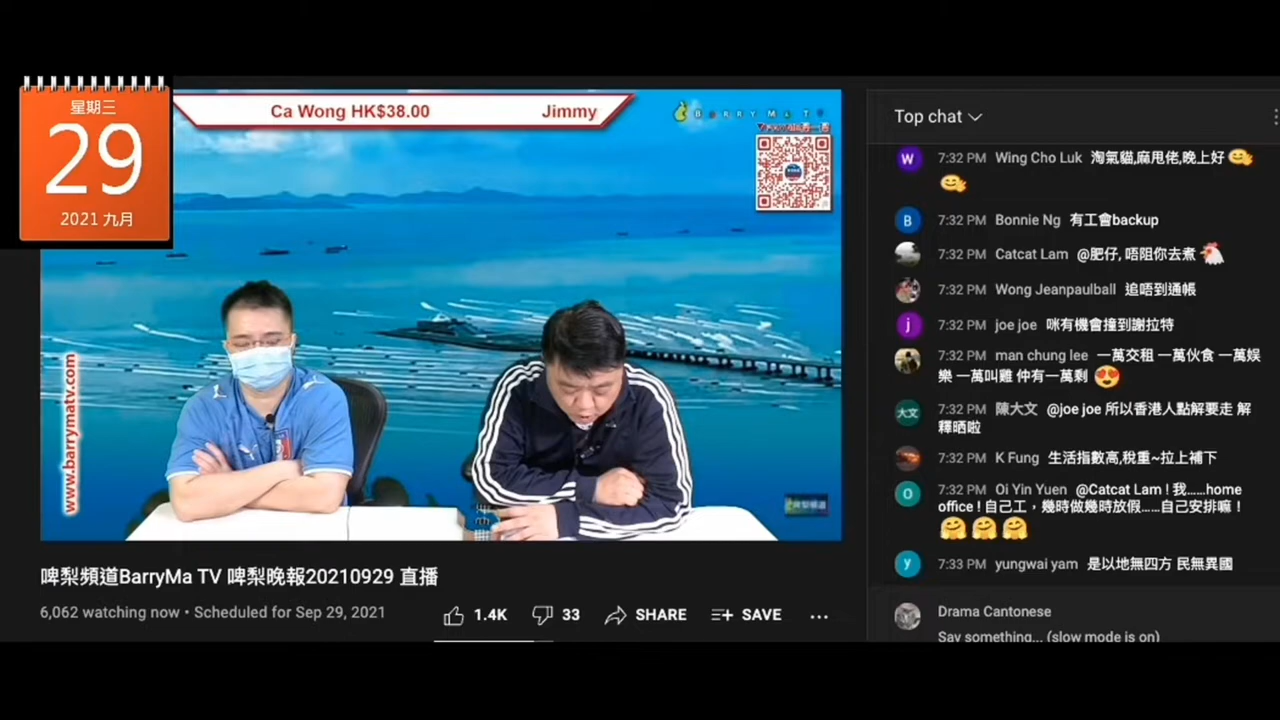 星期三
29
2021 九月
Ca Wong HK$38.00 Jimmy
BARRY MA TV
www.barrymatv.com
啤梨頻道
啤梨頻道BarryMa TV 啤梨晚報20210929 直播
6,062 watching now • Scheduled for Sep 29, 2021
1.4K 33 SHARE SAVE
Top chat
W 7:32 PM Wing Cho Luk 淘氣貓,麻甩佬,晚上好
B 7:32 PM Bonnie Ng 有工會backup
7:32 PM Catcat Lam @肥仔, 唔阻你去煮
7:32 PM Wong Jeanpaulball 追唔到通帳
j 7:32 PM joe joe 咪有機會撞到謝拉特
7:32 PM man chung lee 一萬交租 一萬伙食 一萬娛
樂 一萬叫雞 仲有一萬剩
大文 7:32 PM 陳大文 @joe joe 所以香港人點解要走 解
釋晒啦
7:32 PM K Fung 生活指數高,稅重~拉上補下
O 7:32 PM Oi Yin Yuen @Catcat Lam ! 我……home
office ! 自己工，幾時做幾時放假……自己安排嘛！
y 7:33 PM yungwai yam 是以地無四方 民無異國
Drama Cantonese
Say something... (slow mode is on)